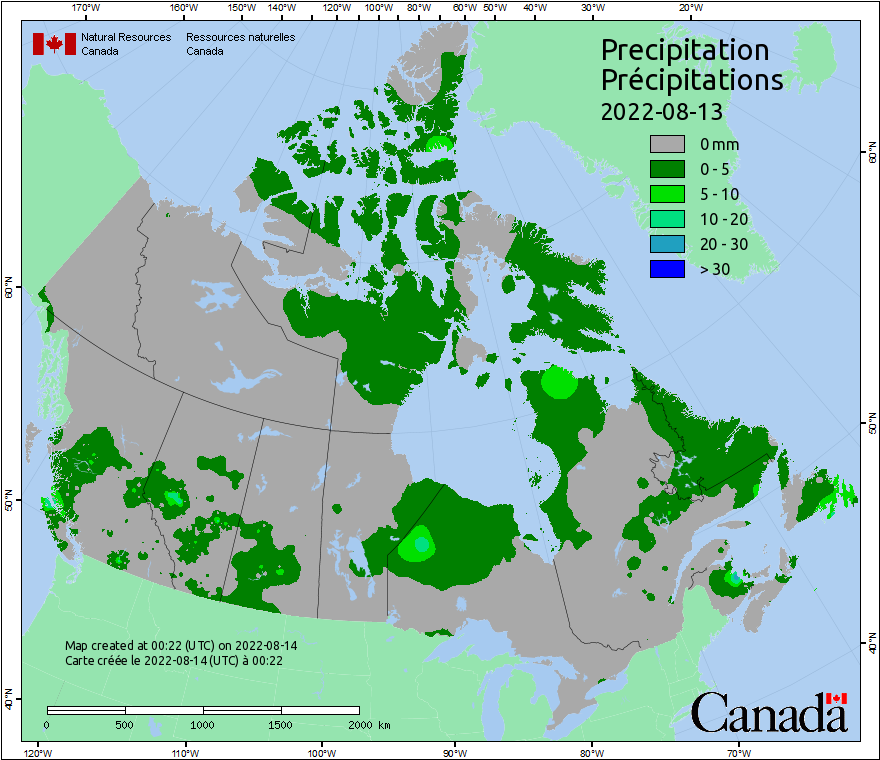 170°W 160°W 150°W 140°W 120°W 100°W 80°W 60°W 50°W 40°W 30°W 20°W
Natural Resources Canada
Ressources naturelles Canada
Precipitation
Précipitations
2022-08-13
0 mm
0 - 5
5 - 10
10 - 20
20 - 30
> 30
60°N
50°N
40°N
60°N
50°N
40°N
Map created at 00:22 (UTC) on 2022-08-14
Carte créée le 2022-08-14 (UTC) à 00:22
0 500 1000 1500 2000 km
Canada
120°W 110°W 100°W 90°W 80°W 70°W